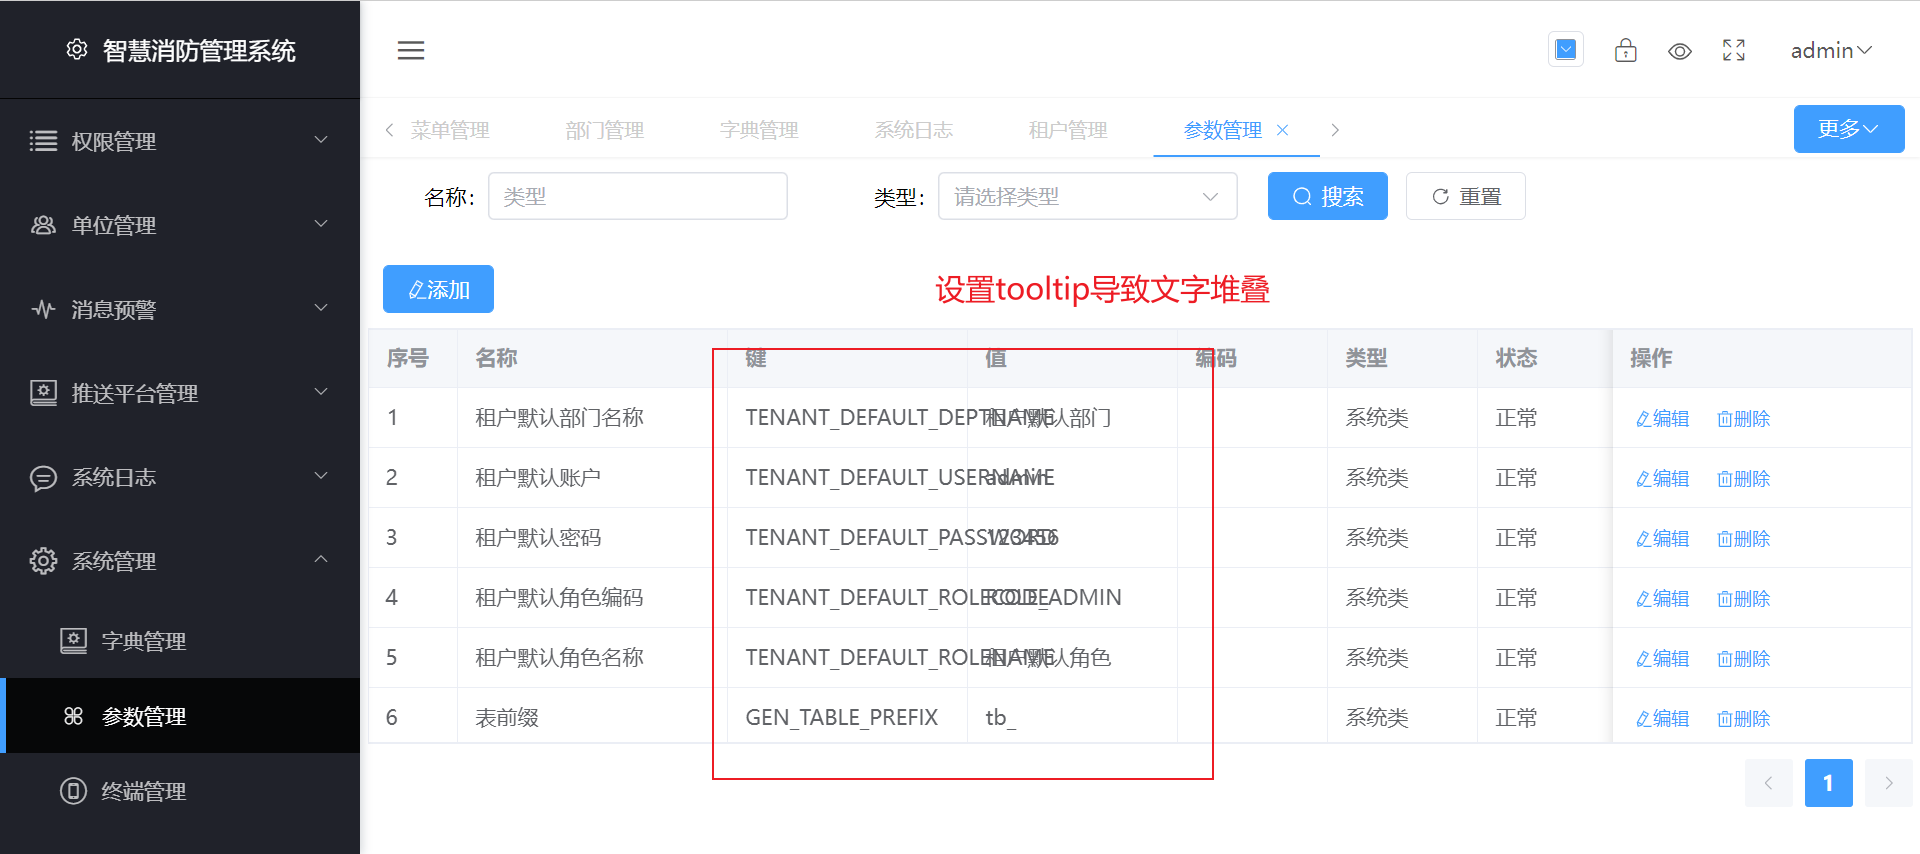 智慧消防管理系统
admin
权限管理
单位管理
消息预警
推送平台管理
系统日志
系统管理
字典管理
参数管理
终端管理
菜单管理 部门管理 字典管理 系统日志 租户管理 参数管理 更多
名称： 类型 类型： 请选择类型 搜索 重置
添加
设置tooltip导致文字堆叠
序号 名称 键 值 编码 类型 状态 操作
1 租户默认部门名称 TENANT_DEFAULT_DEPTNAME 租户默认部门 系统类 正常 编辑 删除
2 租户默认账户 TENANT_DEFAULT_USERNAME admin 系统类 正常 编辑 删除
3 租户默认密码 TENANT_DEFAULT_PASSWORD 123456 系统类 正常 编辑 删除
4 租户默认角色编码 TENANT_DEFAULT_ROLECODE ROLE_ADMIN 系统类 正常 编辑 删除
5 租户默认角色名称 TENANT_DEFAULT_ROLENAME 租户默认角色 系统类 正常 编辑 删除
6 表前缀 GEN_TABLE_PREFIX tb_ 系统类 正常 编辑 删除
1